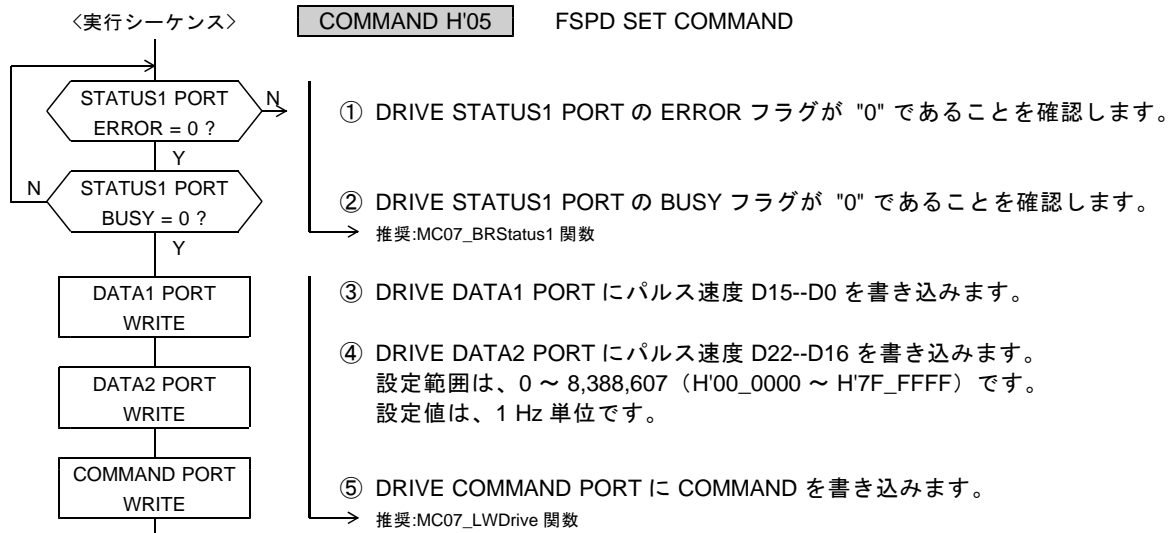 〈実行シーケンス〉 COMMAND H'05 FSPD SET COMMAND
STATUS1 PORT
ERROR = 0 ?
N
① DRIVE STATUS1 PORT の ERROR フラグが "0" であることを確認します。
Y
N
STATUS1 PORT
BUSY = 0 ?
② DRIVE STATUS1 PORT の BUSY フラグが "0" であることを確認します。
推奨:MC07_BRStatus1 関数
Y
DATA1 PORT
WRITE
③ DRIVE DATA1 PORT にパルス速度 D15--D0 を書き込みます。
DATA2 PORT
WRITE
④ DRIVE DATA2 PORT にパルス速度 D22--D16 を書き込みます。
設定範囲は、0 ～ 8,388,607（H'00_0000 ～ H'7F_FFFF）です。
設定値は、1 Hz 単位です。
COMMAND PORT
WRITE
⑤ DRIVE COMMAND PORT に COMMAND を書き込みます。
推奨:MC07_LWDrive 関数